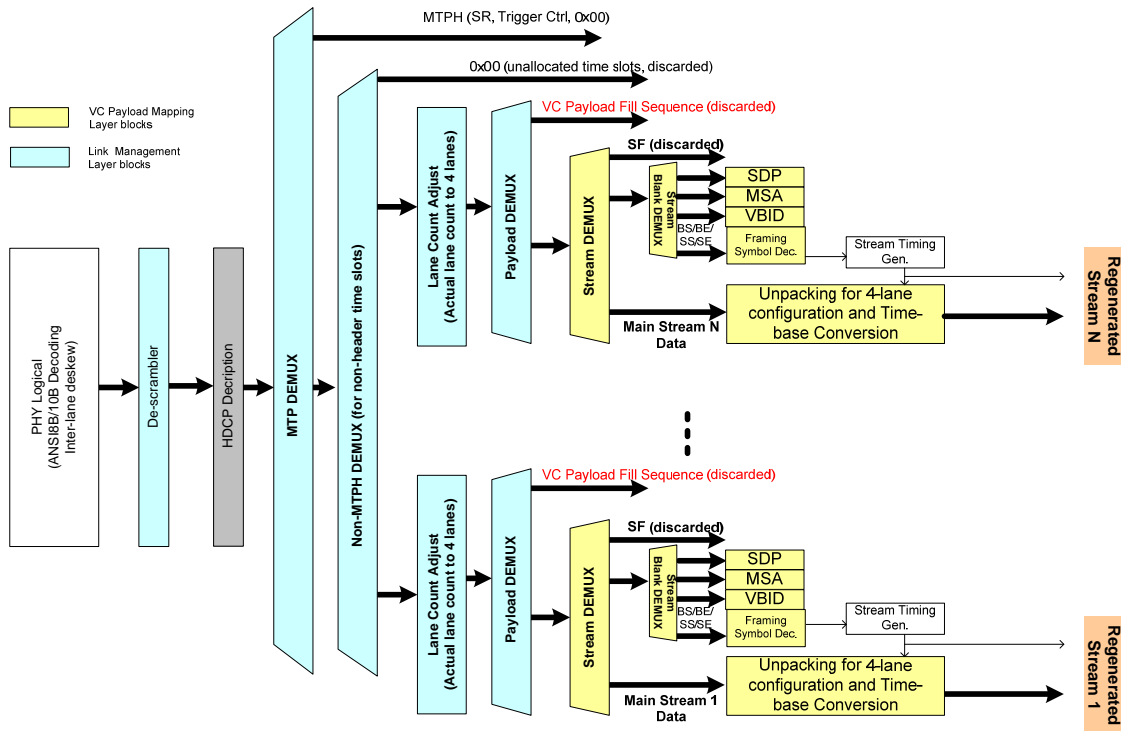 MTPH (SR, Trigger Ctrl, 0x00)
0x00 (unallocated time slots, discarded)
VC Payload Mapping
Layer blocks
Link Management
Layer blocks
PHY Logical
(ANSI8B/10B Decoding
Inter-lane deskew)
De-scrambler
HDCP Decription
MTP DEMUX
Non-MTPH DEMUX (for non-header time slots)
Lane Count Adjust
(Actual lane count to 4 lanes)
Payload DEMUX
VC Payload Fill Sequence (discarded)
Stream DEMUX
SF (discarded)
Stream
Blank DEMUX
SDP
MSA
VBID
BS/BE/
SS/SE
Framing
Symbol Dec.
Stream Timing
Gen.
Main Stream N
Data
Unpacking for 4-lane
configuration and Time-
base Conversion
Regenerated
Stream N
Lane Count Adjust
(Actual lane count to 4 lanes)
Payload DEMUX
VC Payload Fill Sequence (discarded)
Stream DEMUX
SF (discarded)
Stream
Blank DEMUX
SDP
MSA
VBID
BS/BE/
SS/SE
Framing
Symbol Dec.
Stream Timing
Gen.
Main Stream 1
Data
Unpacking for 4-lane
configuration and Time-
base Conversion
Regenerated
Stream 1